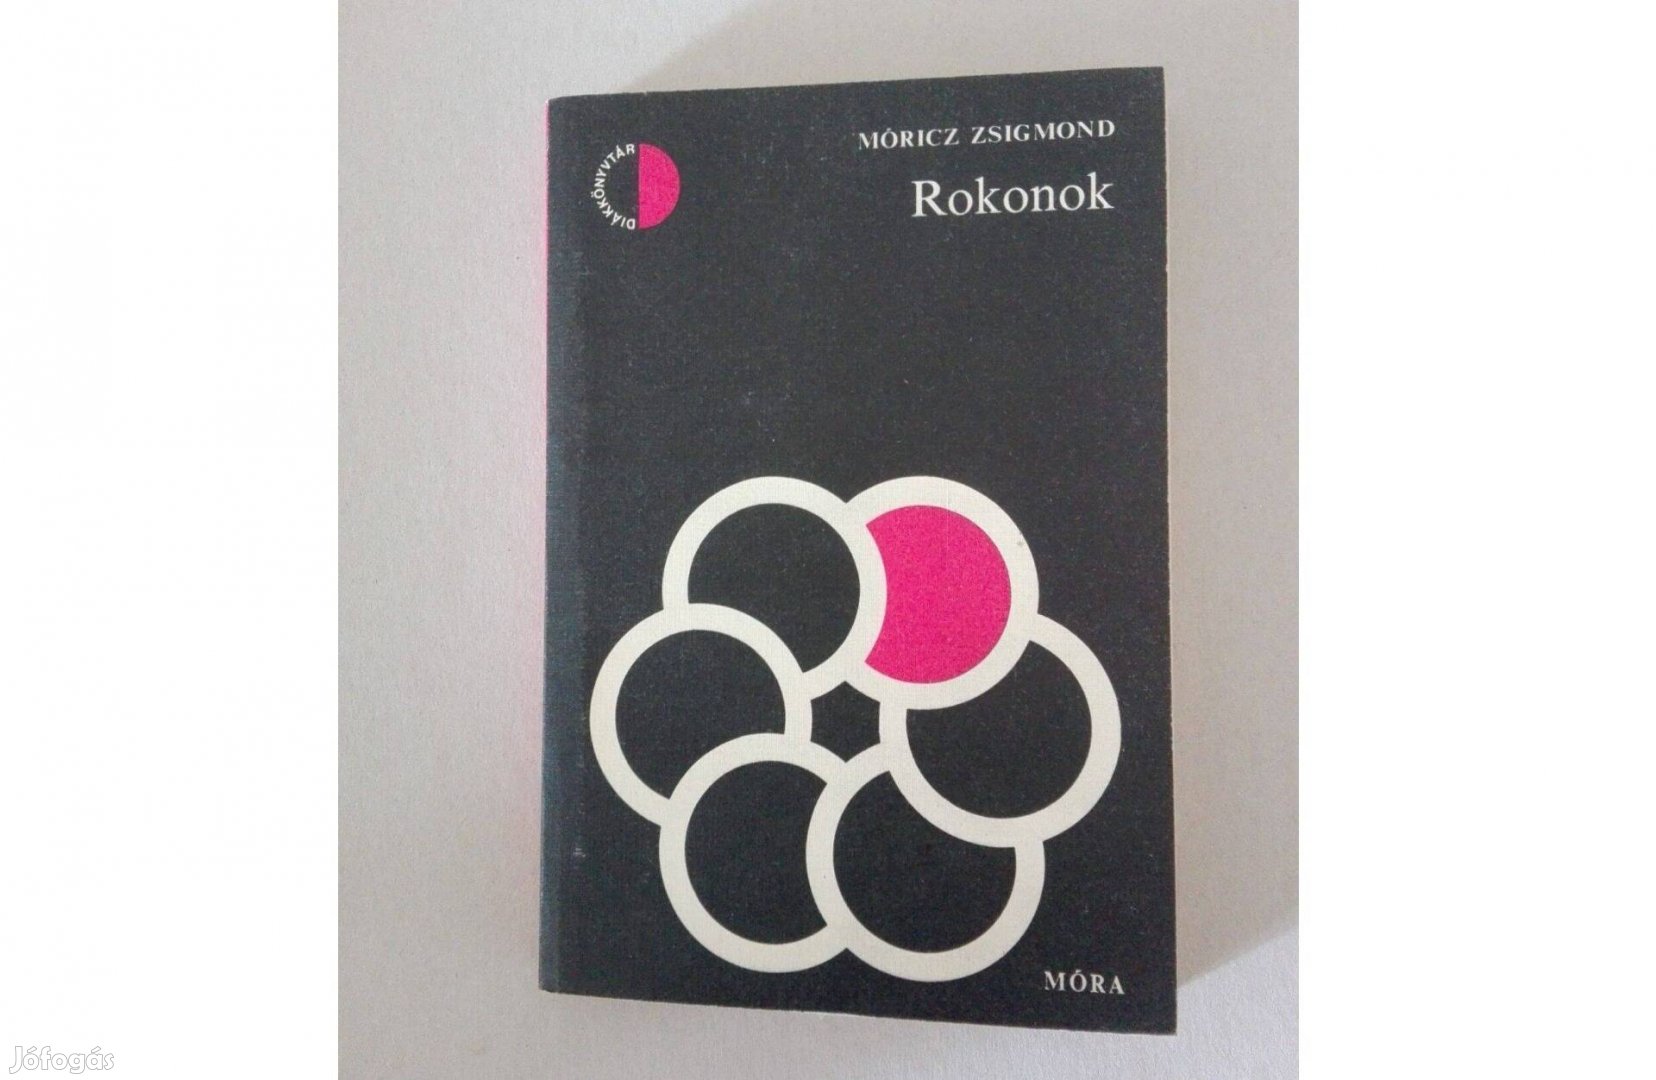 MÓRICZ ZSIGMOND
DIÁKKÖNYVTÁR
Rokonok
MÓRA
Jófogás